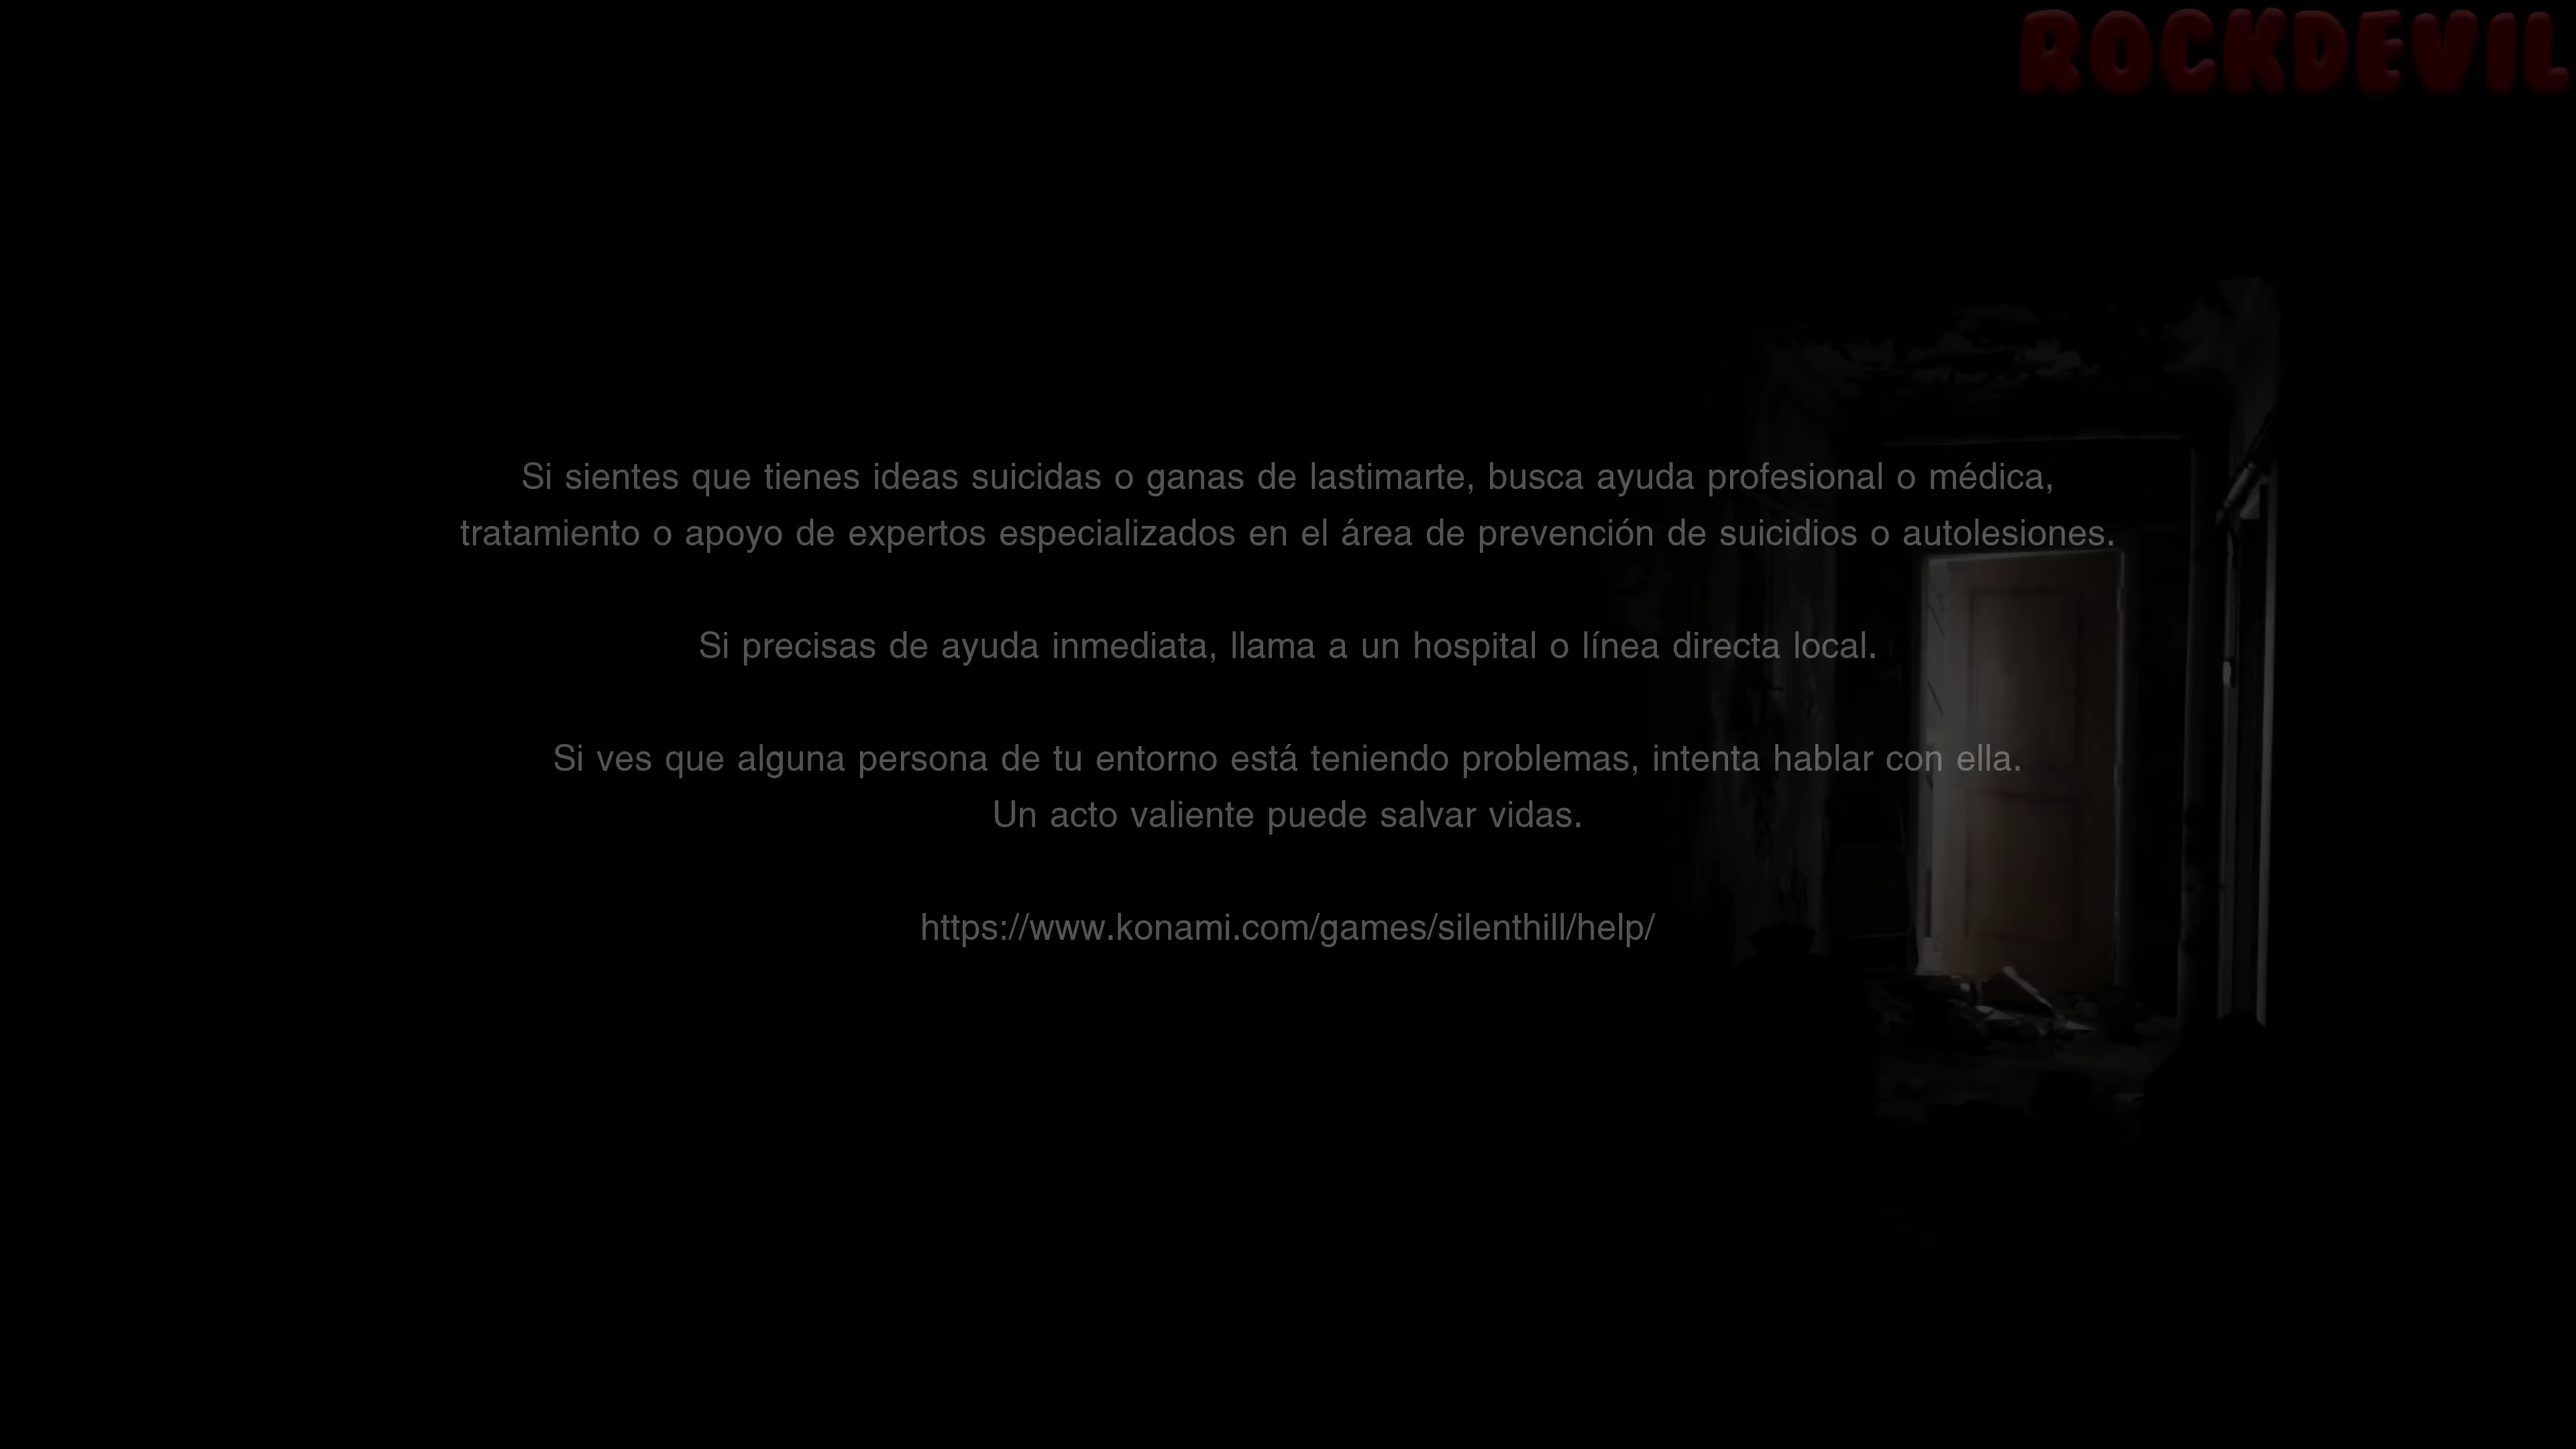 ROCKDEVIL
Si sientes que tienes ideas suicidas o ganas de lastimarte, busca ayuda profesional o médica,
tratamiento o apoyo de expertos especializados en el área de prevención de suicidios o autolesiones.
Si precisas de ayuda inmediata, llama a un hospital o línea directa local.
Si ves que alguna persona de tu entorno está teniendo problemas, intenta hablar con ella.
Un acto valiente puede salvar vidas.
https://www.konami.com/games/silenthill/help/